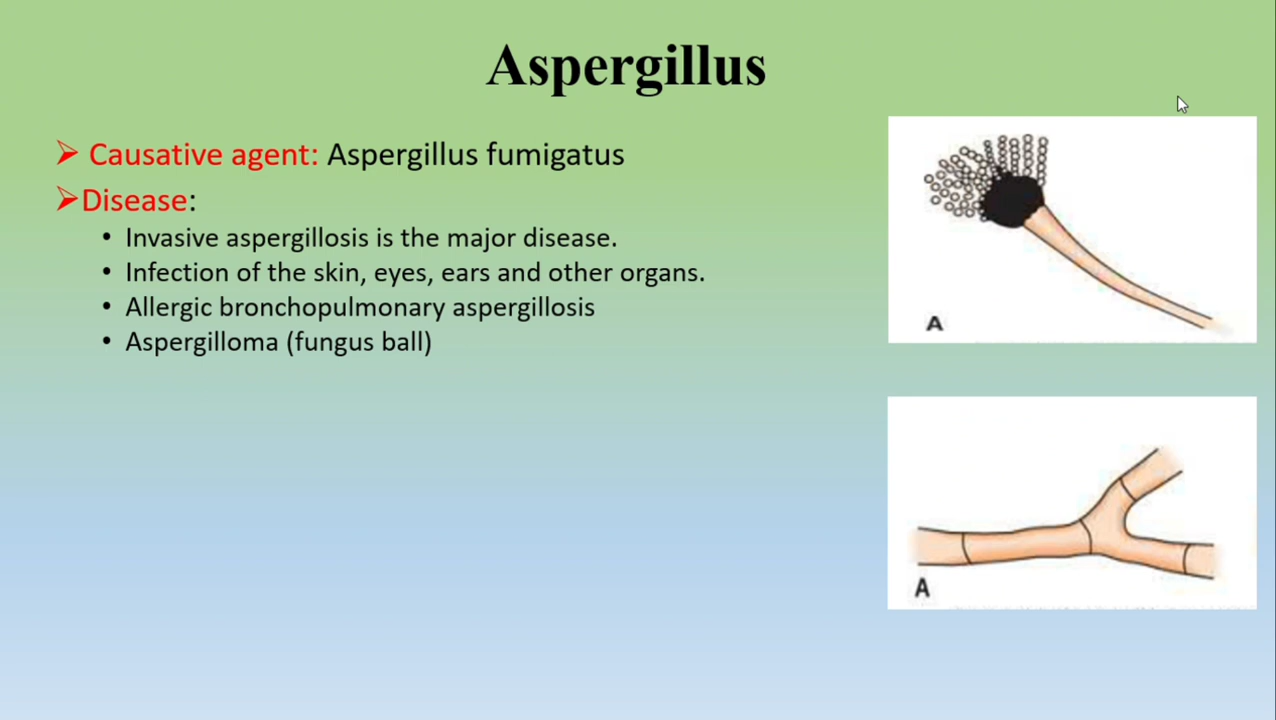 Aspergillus
➢ Causative agent: Aspergillus fumigatus
➢Disease:
• Invasive aspergillosis is the major disease.
• Infection of the skin, eyes, ears and other organs.
• Allergic bronchopulmonary aspergillosis
• Aspergilloma (fungus ball)
A
A